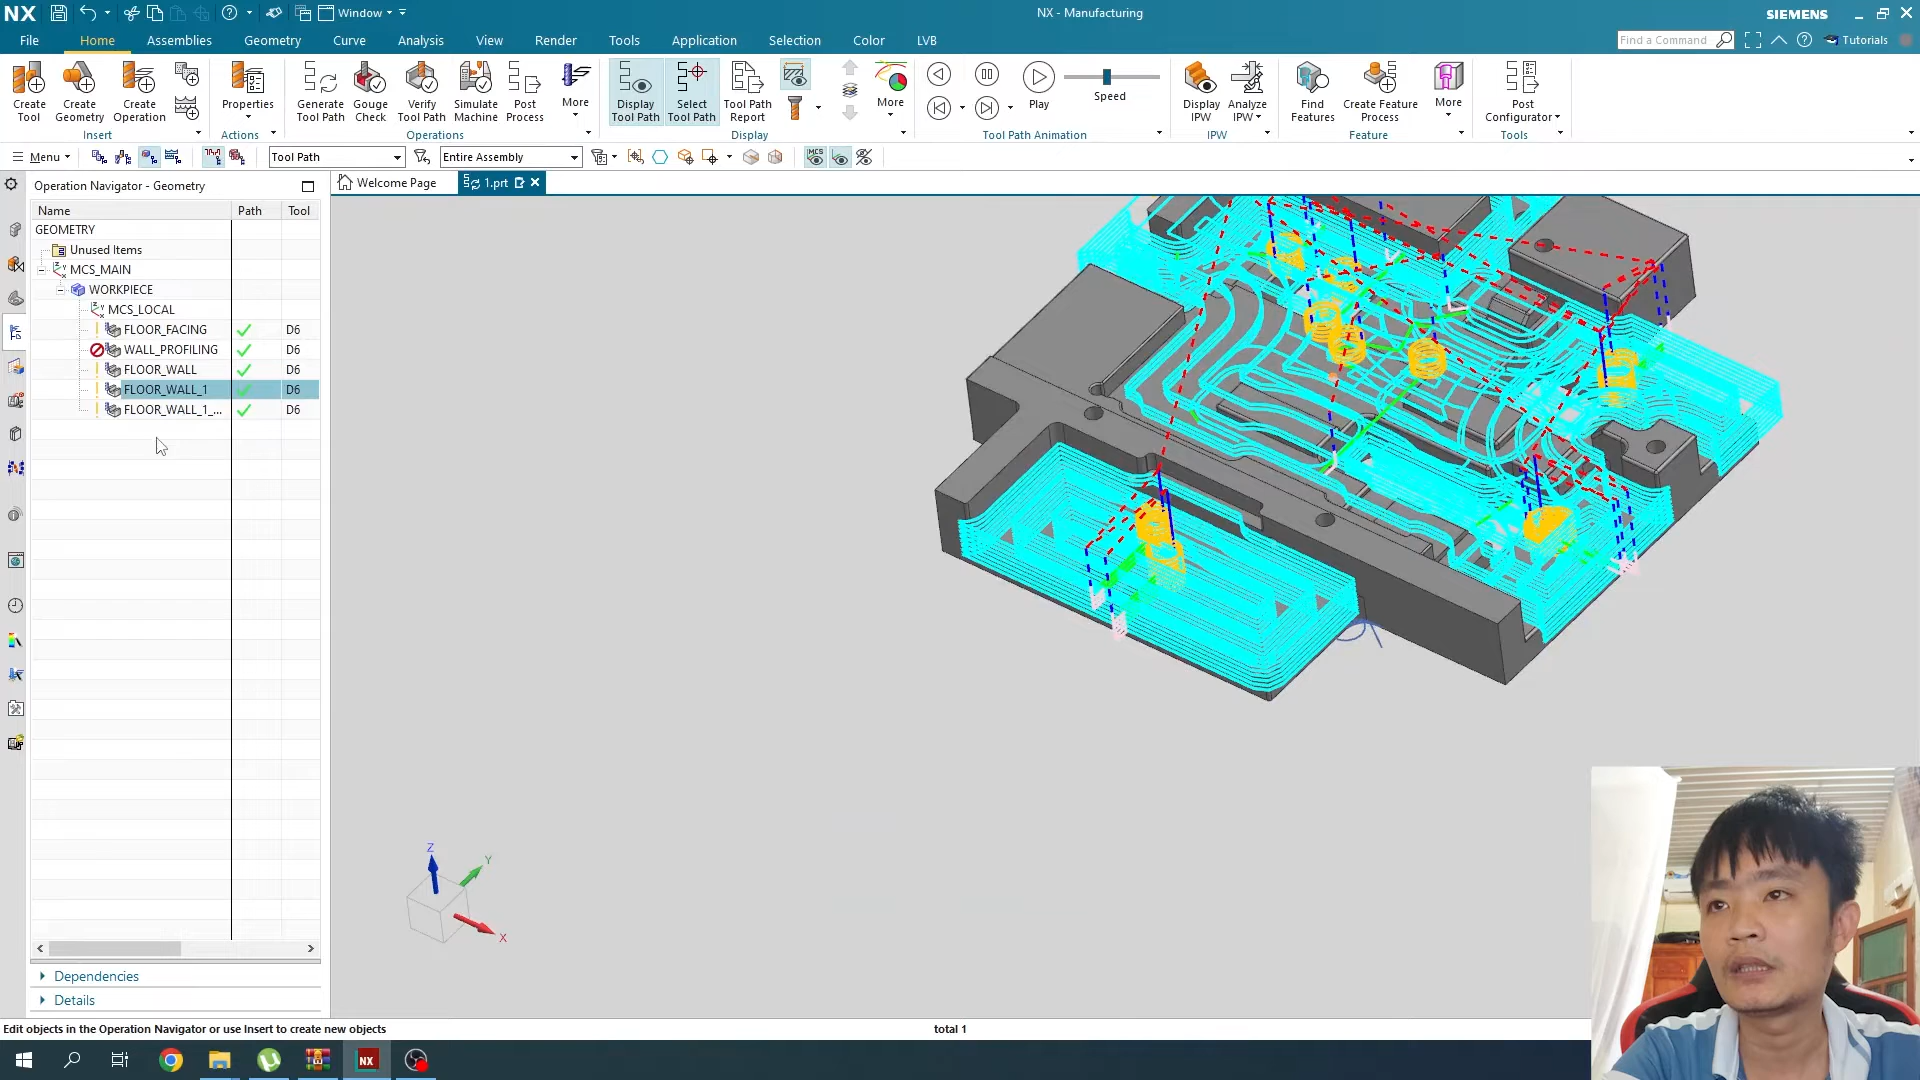 NX
Window
NX - Manufacturing
SIEMENS
File
Home
Assemblies
Geometry
Curve
Analysis
View
Render
Tools
Application
Selection
Color
LVB
Find a Command
Tutorials
Create Tool
Create Geometry
Create Operation
Properties
Generate Tool Path
Gouge Check
Verify Tool Path
Simulate Machine
Post Process
More
Display Tool Path
Select Tool Path
Tool Path Report
More
Play
Speed
Display IPW
Analyze IPW
Find Features
Create Feature Process
More
Post Configurator
Insert
Actions
Operations
Display
Tool Path Animation
IPW
Feature
Tools
Menu
Tool Path
Entire Assembly
MCS
Operation Navigator - Geometry
Welcome Page
1.prt
Name
Path
Tool
GEOMETRY
Unused Items
MCS_MAIN
WORKPIECE
MCS_LOCAL
FLOOR_FACING D6
WALL_PROFILING D6
FLOOR_WALL D6
FLOOR_WALL_1 D6
FLOOR_WALL_1_... D6
Z
Y
X
Dependencies
Details
Edit objects in the Operation Navigator or use Insert to create new objects
total 1
NX